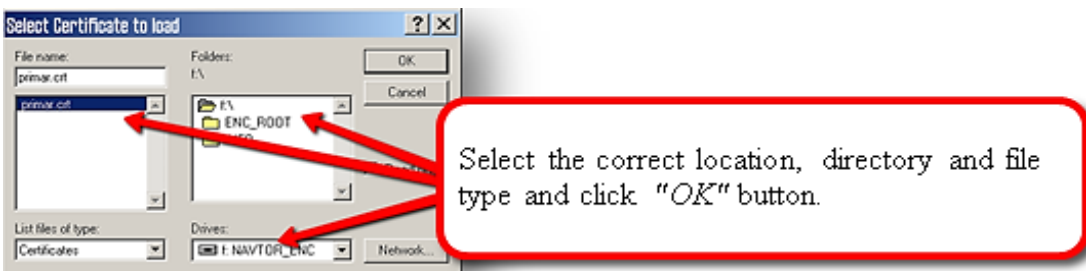 Select Certificate to load
File name:
Folders:
primar.crt
f:\
OK
Cancel
primar.crt
f:\
ENC_ROOT
INFO
Select the correct location, directory and file
type and click "OK" button.
List files of type:
Drives:
Certificates
f: NAVTOR_ENC
Network...